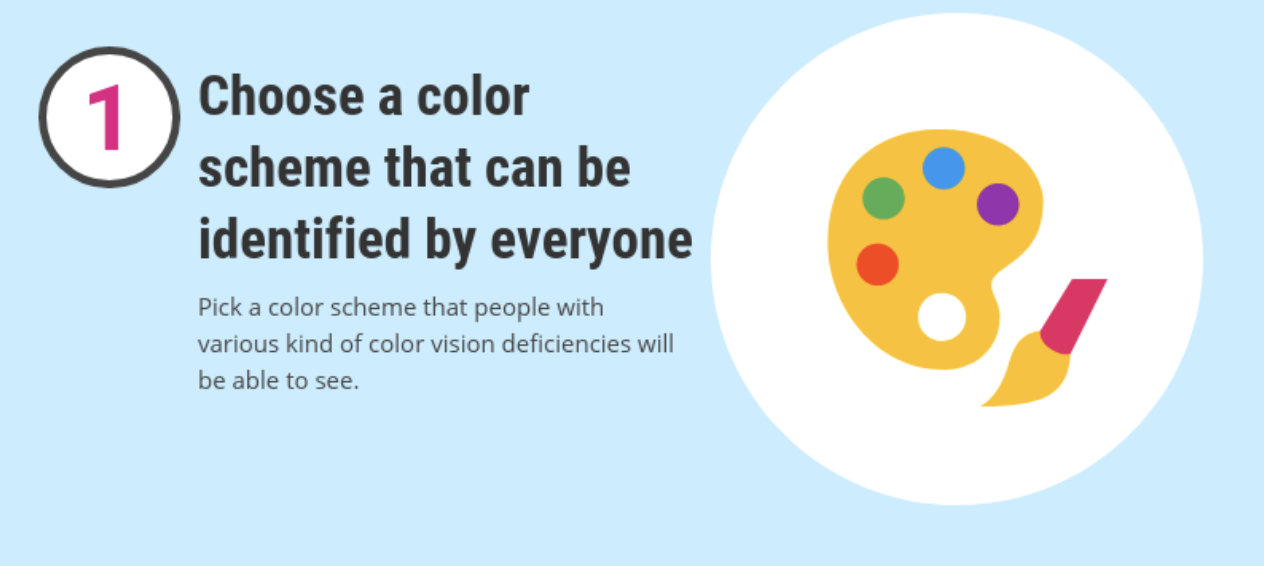 1
Choose a color
scheme that can be
identified by everyone
Pick a color scheme that people with
various kind of color vision deficiencies will
be able to see.